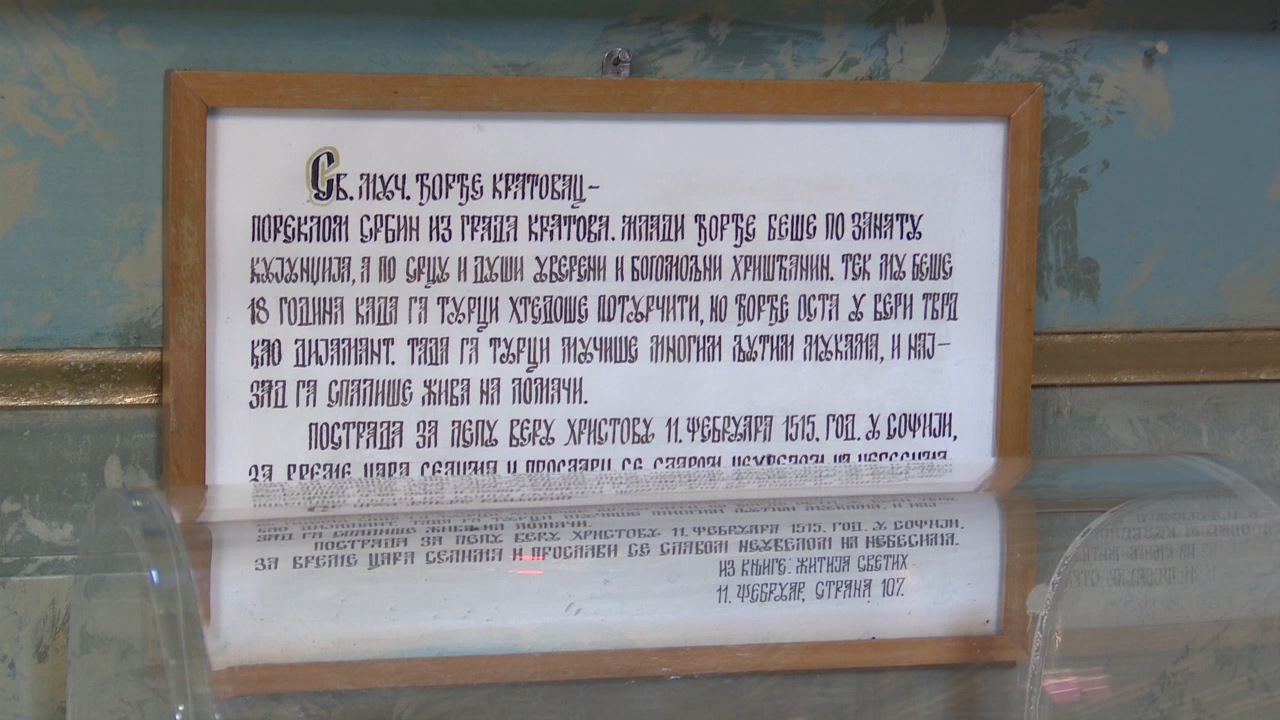 Св. муч. Ђорђе Кратовац-
пореклом Србин из града Кратова. Млади Ђорђе беше по занату
кујунџија, а по срцу и души уверени и богомољни хришћанин. Тек му беше
18 година када га Турци хтедоше потурчити, но Ђорђе оста у вери тврд
као дијамант. Тада га Турци мучише многим љутим мукама, и нај-
зад га спалише жива на ломачи.
Пострада за лепу веру Христову 11. фебруара 1515. год. у Софији,
за време цара Селима и прослави се славом неувелом на небесима.
Из књиге: Житија светих
11. фебруар, страна 107.